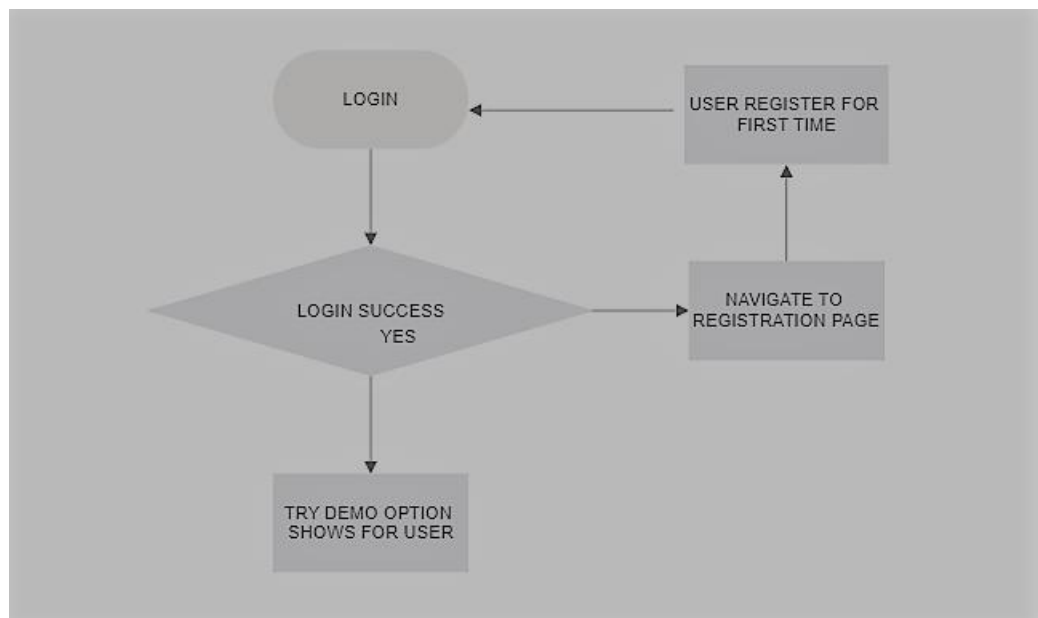 LOGIN
USER REGISTER FOR
FIRST TIME
LOGIN SUCCESS
YES
NAVIGATE TO
REGISTRATION PAGE
TRY DEMO OPTION
SHOWS FOR USER